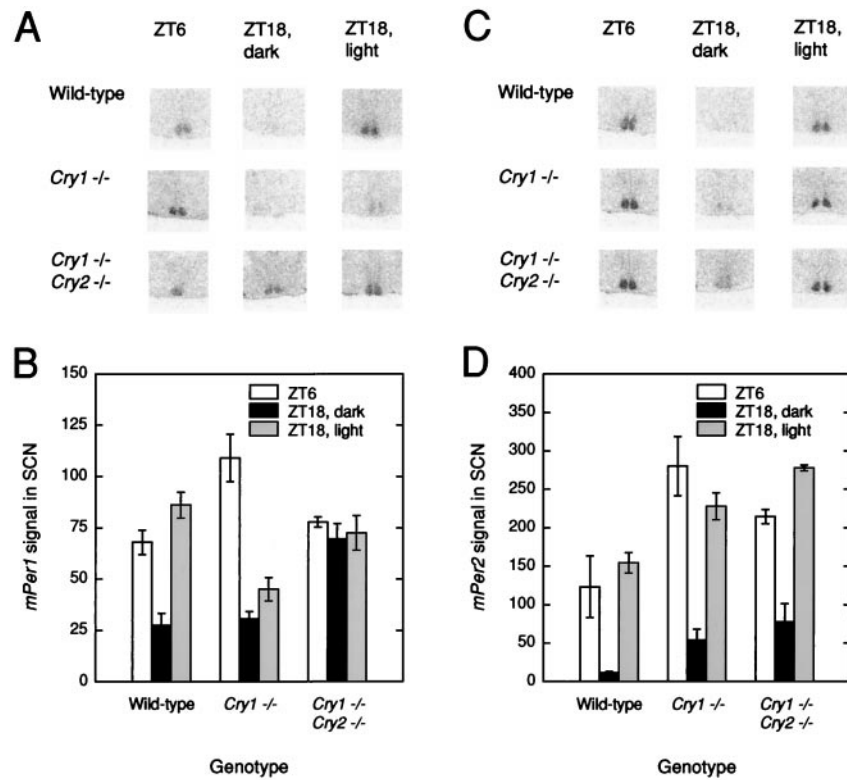 A
ZT6
ZT18,
dark
ZT18,
light
Wild-type
Cry1 -/-
Cry1 -/-
Cry2 -/-
B
150
125
100
75
50
25
0
mPer1 signal in SCN
ZT6
ZT18, dark
ZT18, light
Wild-type
Cry1 -/-
Cry1 -/-
Cry2 -/-
Genotype
C
ZT6
ZT18,
dark
ZT18,
light
Wild-type
Cry1 -/-
Cry1 -/-
Cry2 -/-
D
400
350
300
250
200
150
100
50
0
mPer2 signal in SCN
ZT6
ZT18, dark
ZT18, light
Wild-type
Cry1 -/-
Cry1 -/-
Cry2 -/-
Genotype